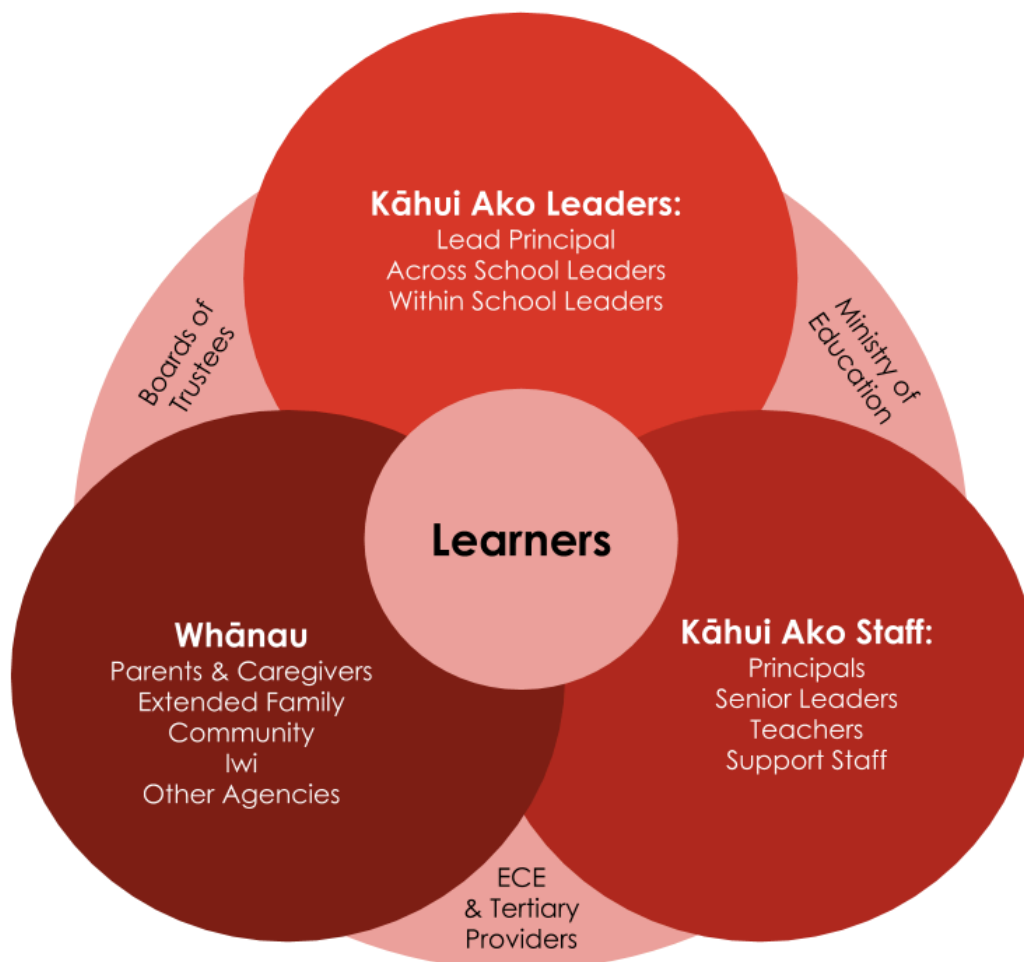 Kāhui Ako Leaders:
Lead Principal
Across School Leaders
Within School Leaders
Boards of
Trustees
Ministry of
Education
Learners
Whānau
Parents & Caregivers
Extended Family
Community
Iwi
Other Agencies
Kāhui Ako Staff:
Principals
Senior Leaders
Teachers
Support Staff
ECE
& Tertiary
Providers